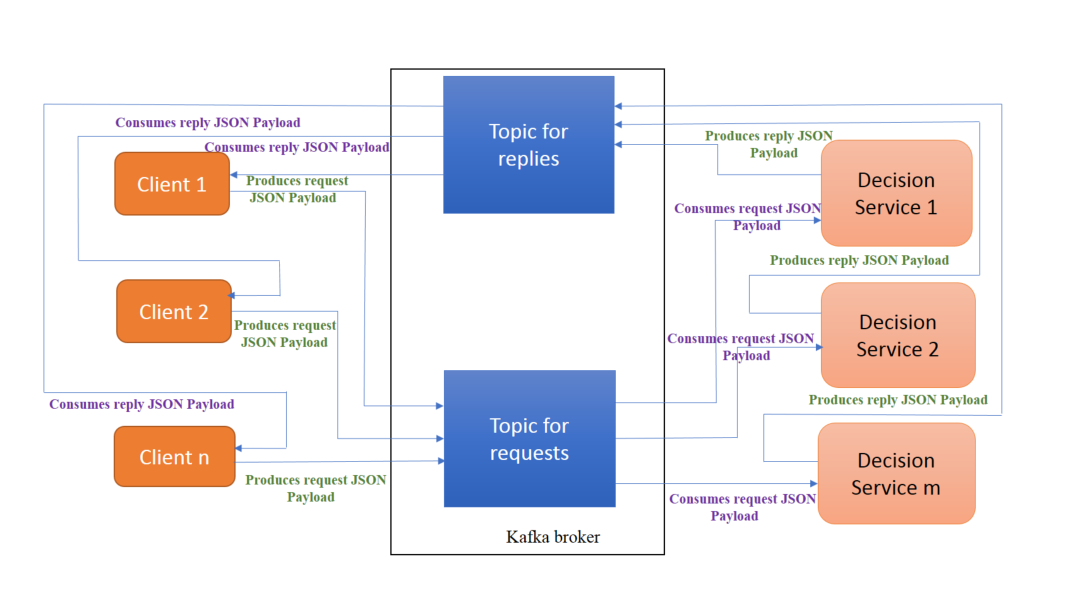 Topic for
replies
Consumes reply JSON Payload
Consumes reply JSON Payload
Client 1
Produces request
JSON Payload
Produces reply JSON
Payload
Decision
Service 1
Consumes request JSON
Payload
Produces reply JSON Payload
Client 2
Produces request
JSON Payload
Decision
Service 2
Consumes request JSON
Payload
Consumes reply JSON Payload
Produces reply JSON Payload
Topic for
requests
Client n
Produces request JSON
Payload
Decision
Service m
Consumes request JSON
Payload
Kafka broker